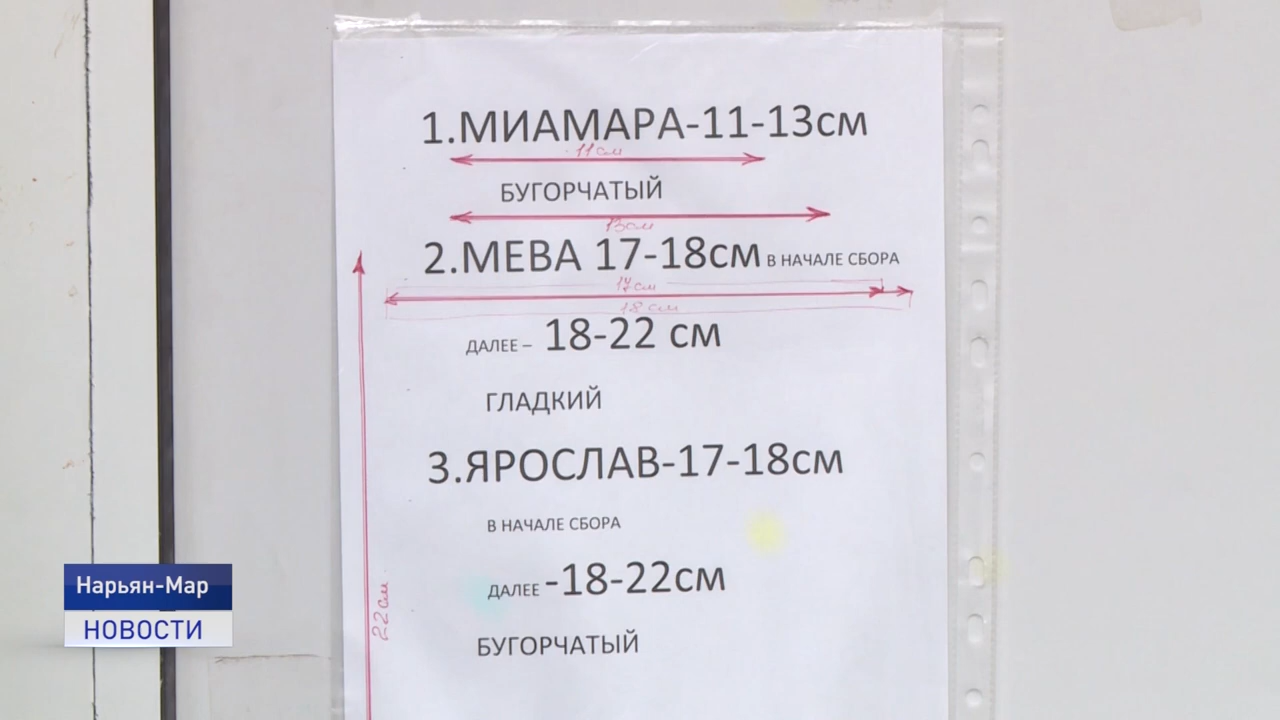 1.МИАМАРА-11-13см
11см
БУГОРЧАТЫЙ
13см
2.МЕВА 17-18см В НАЧАЛЕ СБОРА
17см
18см
ДАЛЕЕ – 18-22 см
ГЛАДКИЙ
3.ЯРОСЛАВ-17-18см
В НАЧАЛЕ СБОРА
ДАЛЕЕ -18-22см
БУГОРЧАТЫЙ
22см
Нарьян-Мар
НОВОСТИ